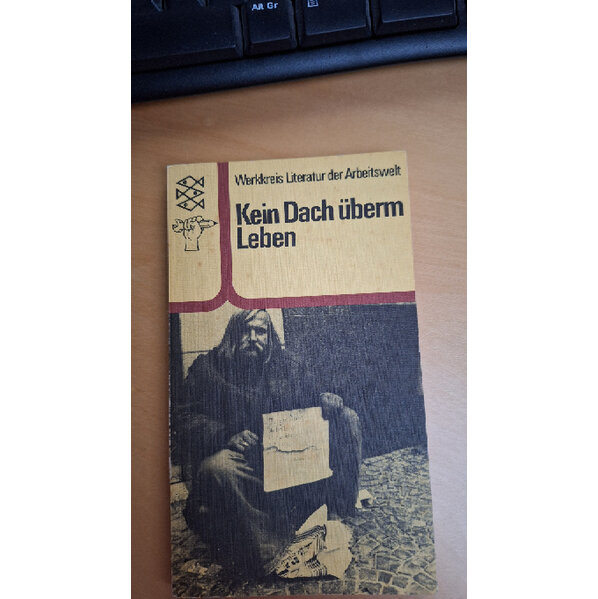 Alt Gr
Werkkreis Literatur der Arbeitswelt
Kein Dach überm
Leben